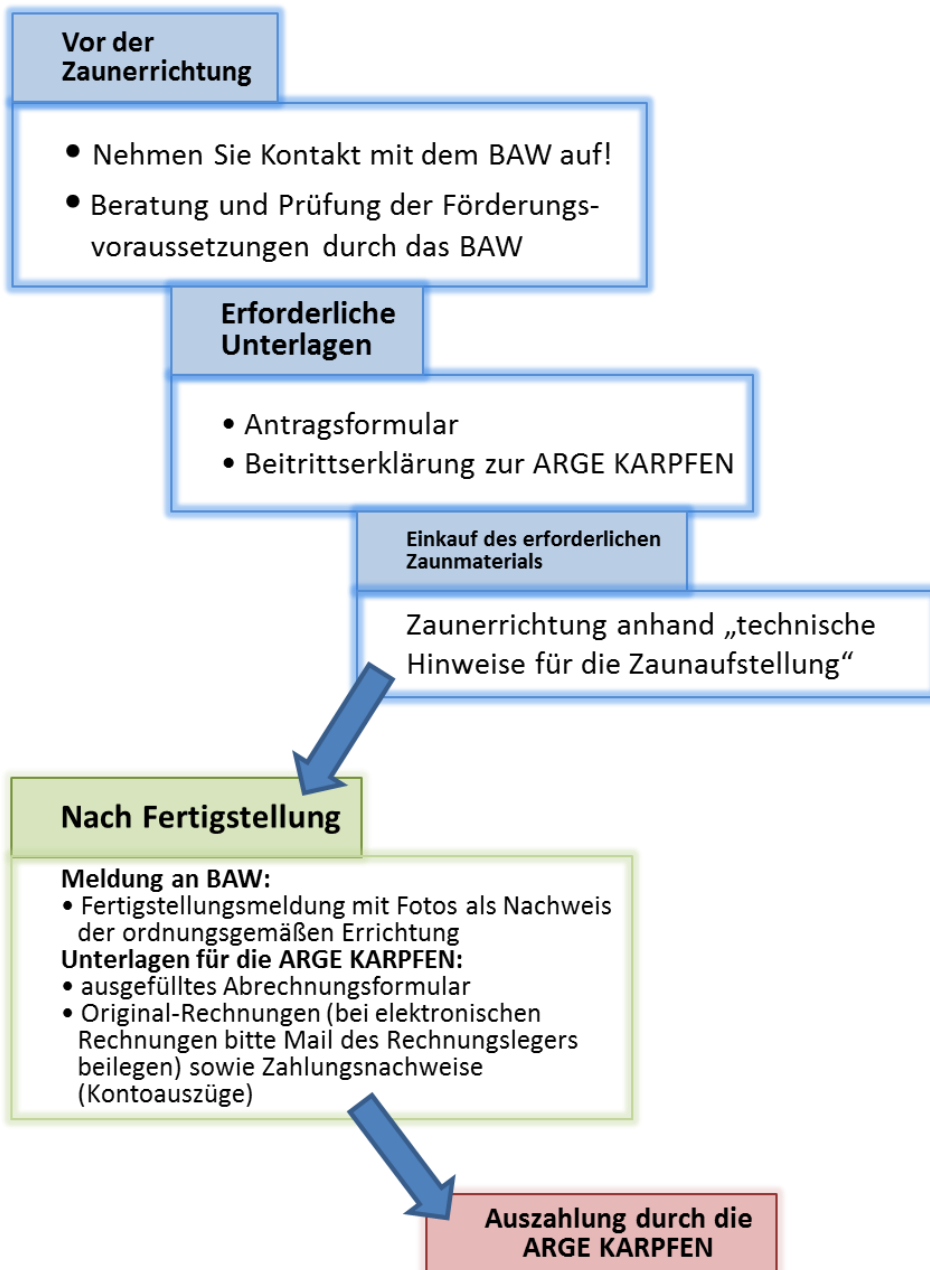 Vor der
Zaunerrichtung
• Nehmen Sie Kontakt mit dem BAW auf!
• Beratung und Prüfung der Förderungs-
voraussetzungen durch das BAW
Erforderliche
Unterlagen
• Antragsformular
• Beitrittserklärung zur ARGE KARPFEN
Einkauf des erforderlichen
Zaunmaterials
Zaunerrichtung anhand „technische
Hinweise für die Zaunaufstellung“
Nach Fertigstellung
Meldung an BAW:
• Fertigstellungsmeldung mit Fotos als Nachweis
der ordnungsgemäßen Errichtung
Unterlagen für die ARGE KARPFEN:
• ausgefülltes Abrechnungsformular
• Original-Rechnungen (bei elektronischen
Rechnungen bitte Mail des Rechnungslegers
beilegen) sowie Zahlungsnachweise
(Kontoauszüge)
Auszahlung durch die
ARGE KARPFEN